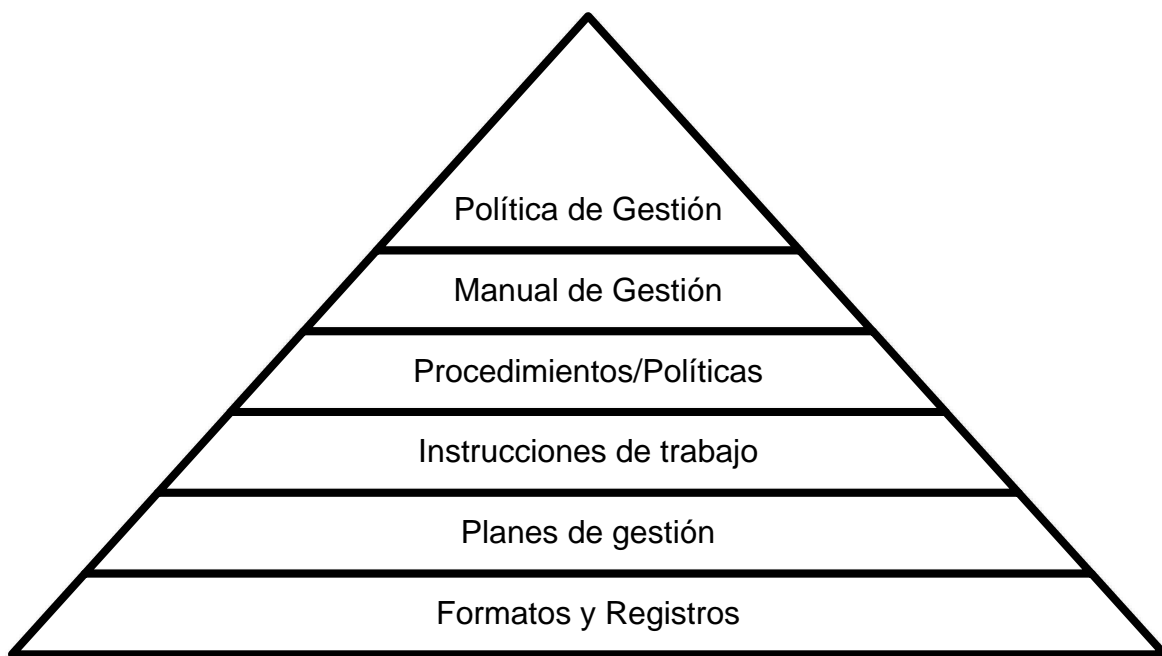 Política de Gestión
Manual de Gestión
Procedimientos/Políticas
Instrucciones de trabajo
Planes de gestión
Formatos y Registros